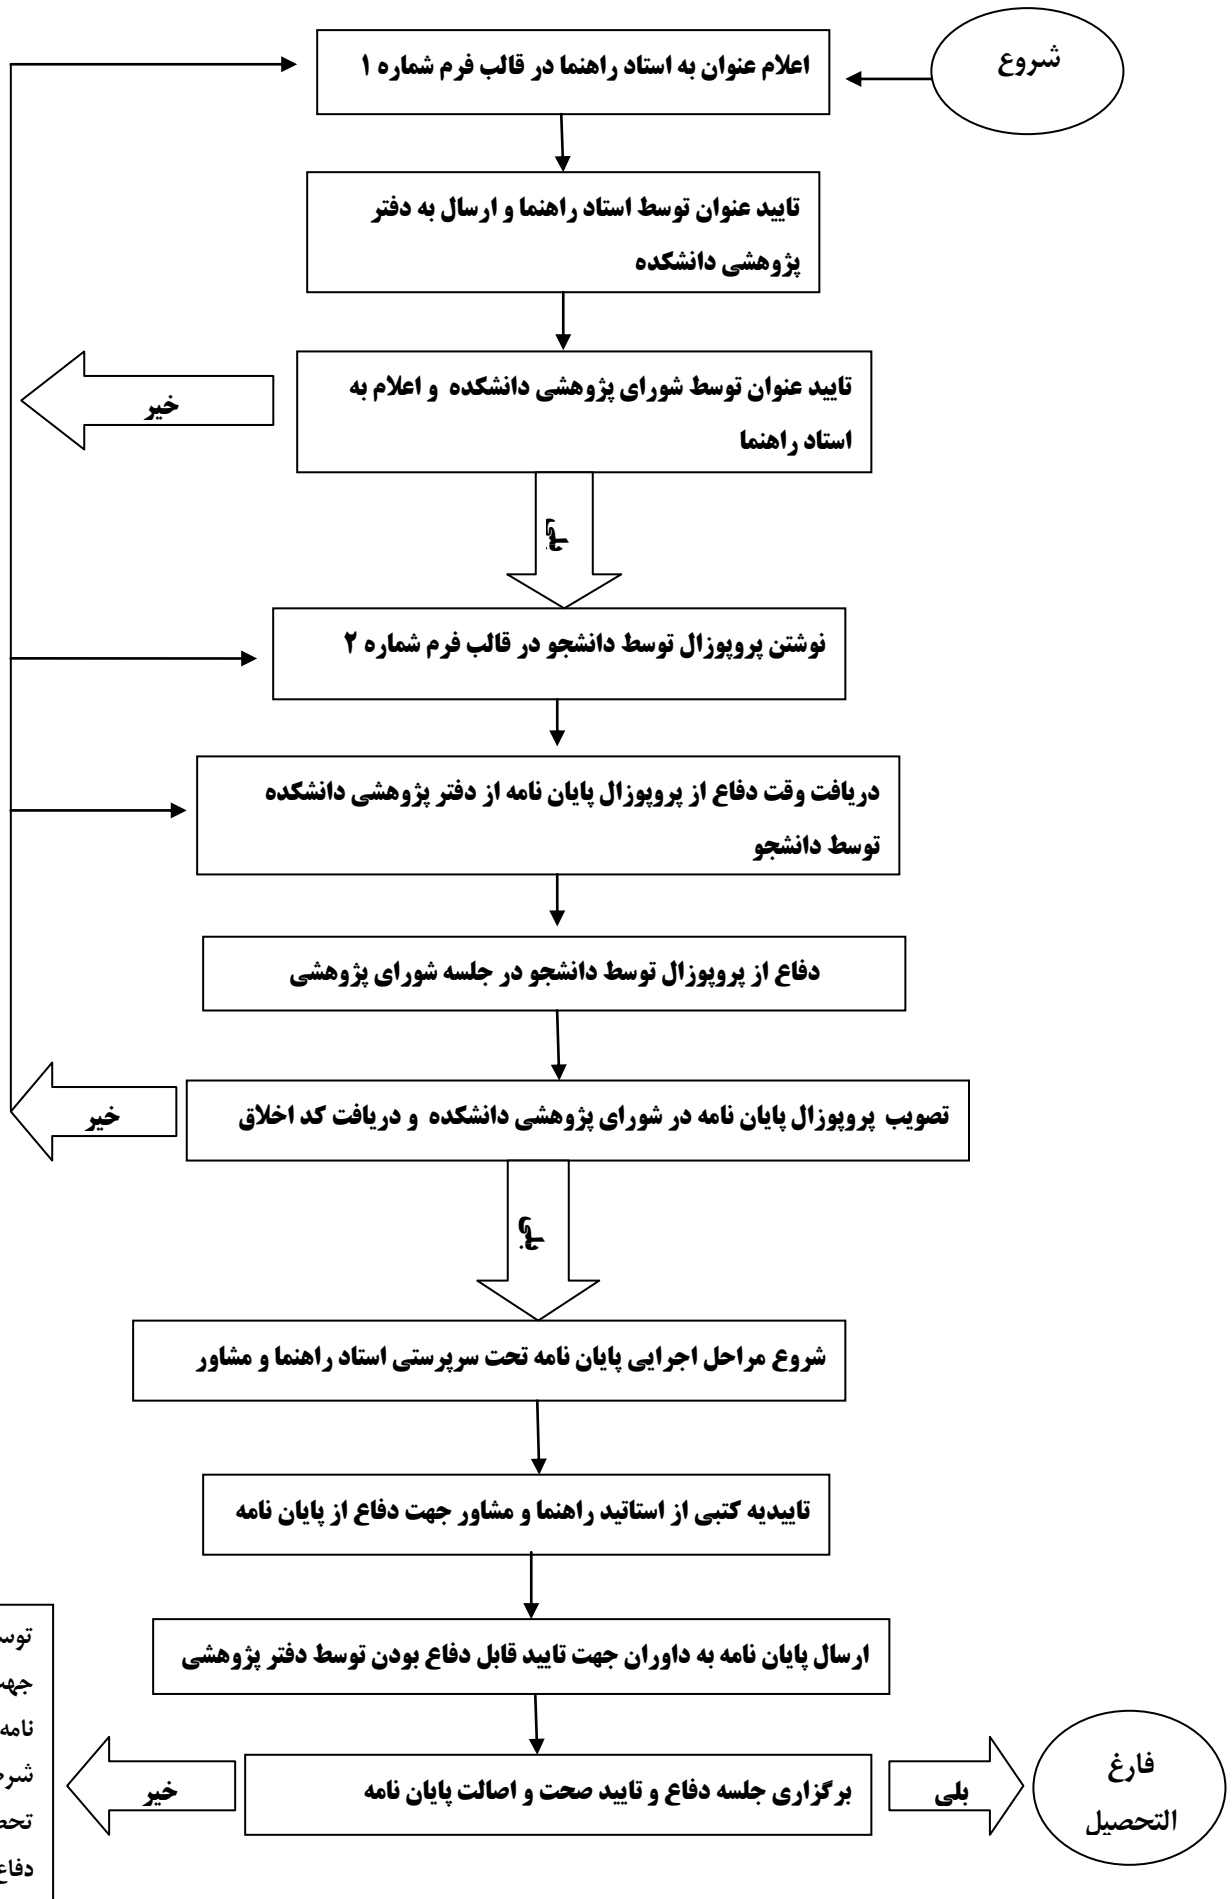 شروع
اعلام عنوان به استاد راهنما در قالب فرم شماره ۱
تایید عنوان توسط استاد راهنما و ارسال به دفتر
پژوهشی دانشکده
تایید عنوان توسط شورای پژوهشی دانشکده و اعلام به
استاد راهنما
خیر
بلی
نوشتن پروپوزال توسط دانشجو در قالب فرم شماره ۲
دریافت وقت دفاع از پروپوزال پایان نامه از دفتر پژوهشی دانشکده
توسط دانشجو
دفاع از پروپوزال توسط دانشجو در جلسه شورای پژوهشی
تصویب پروپوزال پایان نامه در شورای پژوهشی دانشکده و دریافت کد اخلاق
خیر
بلی
شروع مراحل اجرایی پایان نامه تحت سرپرستی استاد راهنما و مشاور
تاییدیه کتبی از استاتید راهنما و مشاور جهت دفاع از پایان نامه
ارسال پایان نامه به داوران جهت تایید قابل دفاع بودن توسط دفتر پژوهشی
برگزاری جلسه دفاع و تایید صحت و اصالت پایان نامه
بلی
فارغ
التحصیل
خیر
نامه
دفاع